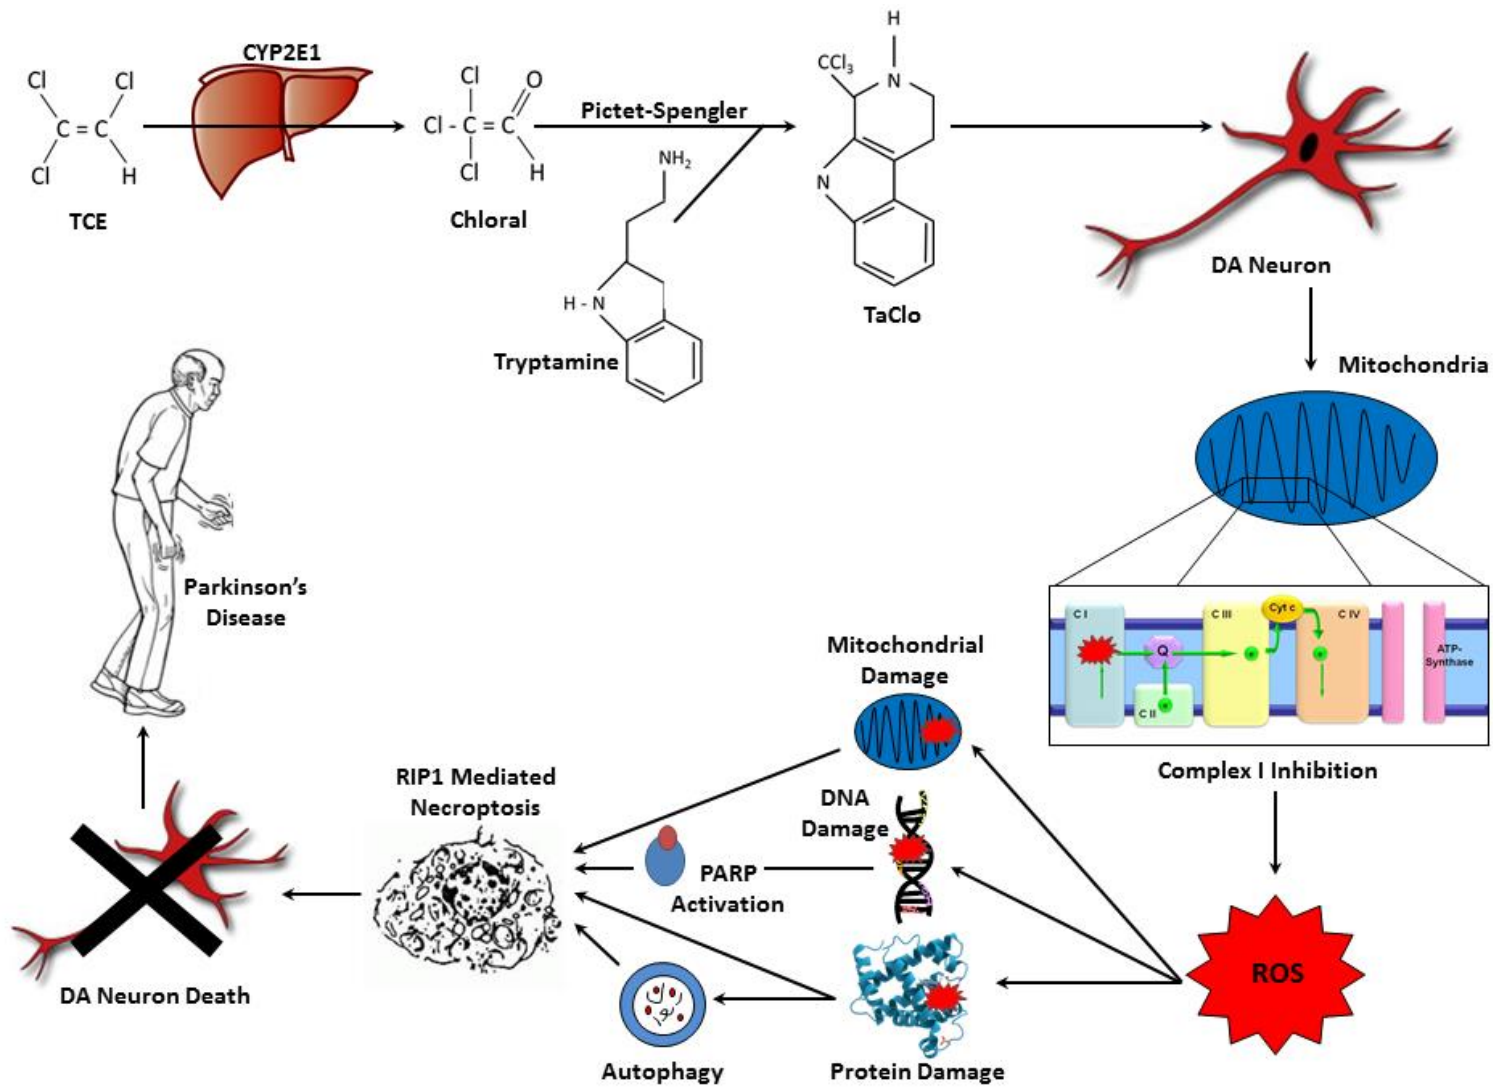 CYP2E1
Cl
Cl
C = C
Cl
H
TCE
Cl
O
Cl - C = C
Cl
H
Chloral
Pictet-Spengler
NH2
H - N
Tryptamine
H
CCl3
N
N
TaClo
DA Neuron
Mitochondria
C I
Q
C II
C III
e
e
e
Cyt c
C IV
ATP-
Synthase
Complex I Inhibition
ROS
Mitochondrial
Damage
DNA
Damage
PARP
Activation
Protein Damage
Autophagy
RIP1 Mediated
Necroptosis
DA Neuron Death
Parkinson’s
Disease